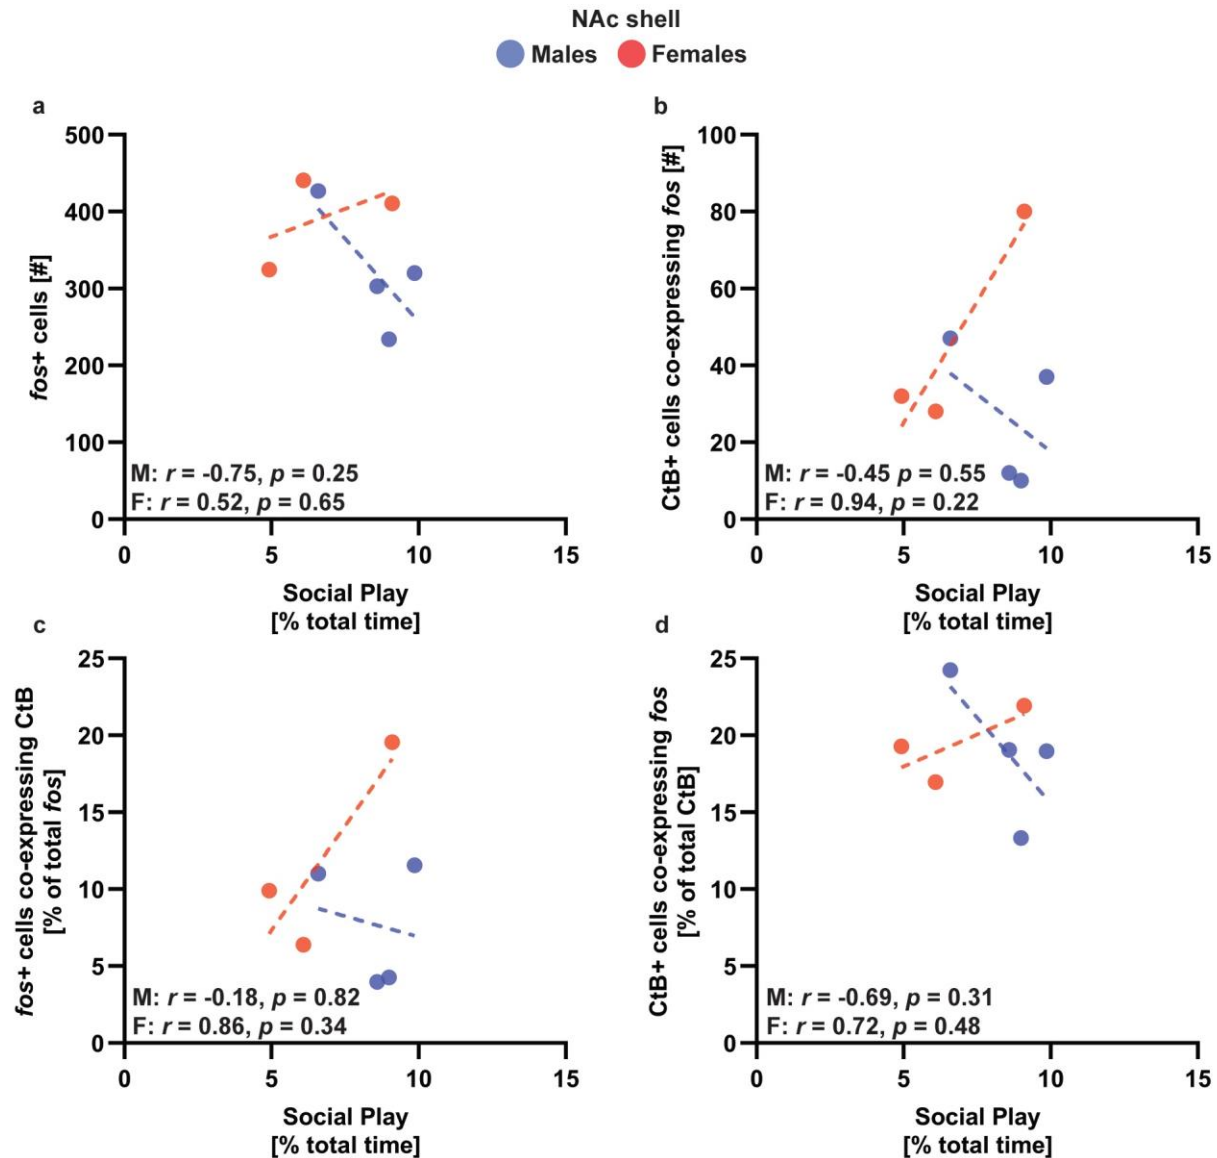 NAc shell
Males Females
a
500
400
300
200
100
0
fos+ cells [#]
M: r = -0.75, p = 0.25
F: r = 0.52, p = 0.65
0 5 10 15
Social Play
[% total time]
b
100
80
60
40
20
0
CtB+ cells co-expressing fos [#]
M: r = -0.45 p = 0.55
F: r = 0.94, p = 0.22
0 5 10 15
Social Play
[% total time]
c
25
20
15
10
5
0
fos+ cells co-expressing CtB
[% of total fos]
M: r = -0.18, p = 0.82
F: r = 0.86, p = 0.34
0 5 10 15
Social Play
[% total time]
d
25
20
15
10
5
0
CtB+ cells co-expressing fos
[% of total CtB]
M: r = -0.69, p = 0.31
F: r = 0.72, p = 0.48
0 5 10 15
Social Play
[% total time]